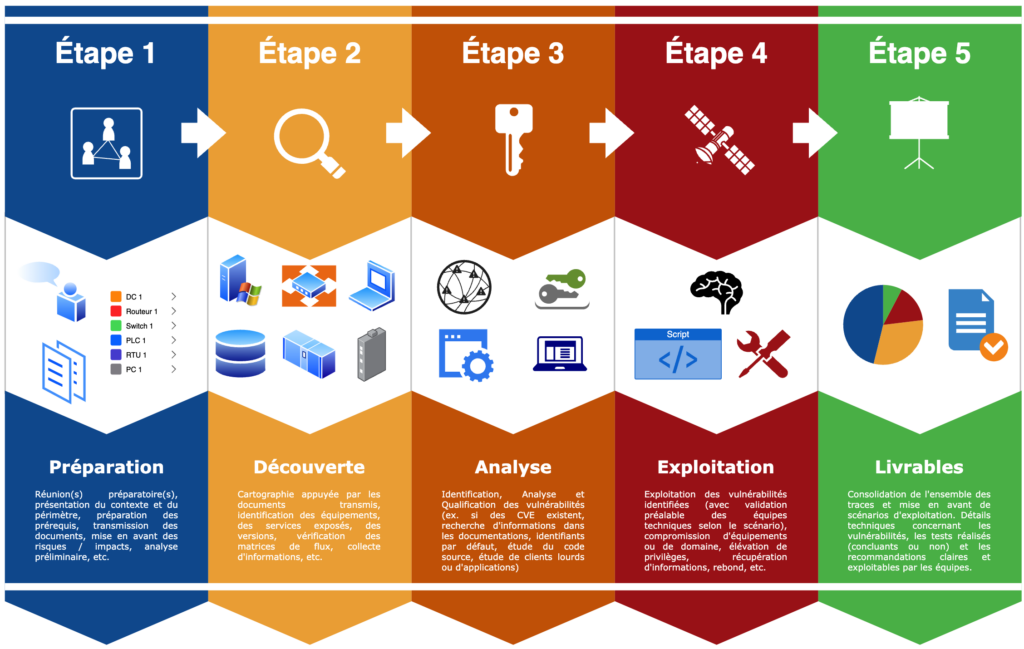 Étape 1
Étape 2
Étape 3
Étape 4
Étape 5
DC 1
Routeur 1
Switch 1
PLC 1
RTU 1
PC 1
Script
</>
Préparation
Réunion(s) préparatoire(s),
présentation du contexte et du
périmètre, préparation des
prérequis, transmission des
documents, mise en avant des
risques / impacts, analyse
préliminaire, etc.
Découverte
Cartographie appuyée par les
documents transmis,
identification des équipements,
des services exposés, des
versions, vérification des
matrices de flux, collecte
d'informations, etc.
Analyse
Identification, Analyse et
Qualification des vulnérabilités
(ex. si des CVE existent,
recherche d'informations dans
les documentations, identifiants
par défaut, étude du code
source, étude de clients lourds
ou d'applications)
Exploitation
Exploitation des vulnérabilités
identifiées (avec validation
préalable des équipes
techniques selon le scénario),
compromission d'équipements
ou de domaine, élévation de
privilèges, récupération
d'informations, rebond, etc.
Livrables
Consolidation de l'ensemble des
traces et mise en avant de
scénarios d'exploitation. Détails
techniques concernant les
vulnérabilités, les tests réalisés
(concluants ou non) et les
recommandations claires et
exploitables par les équipes.